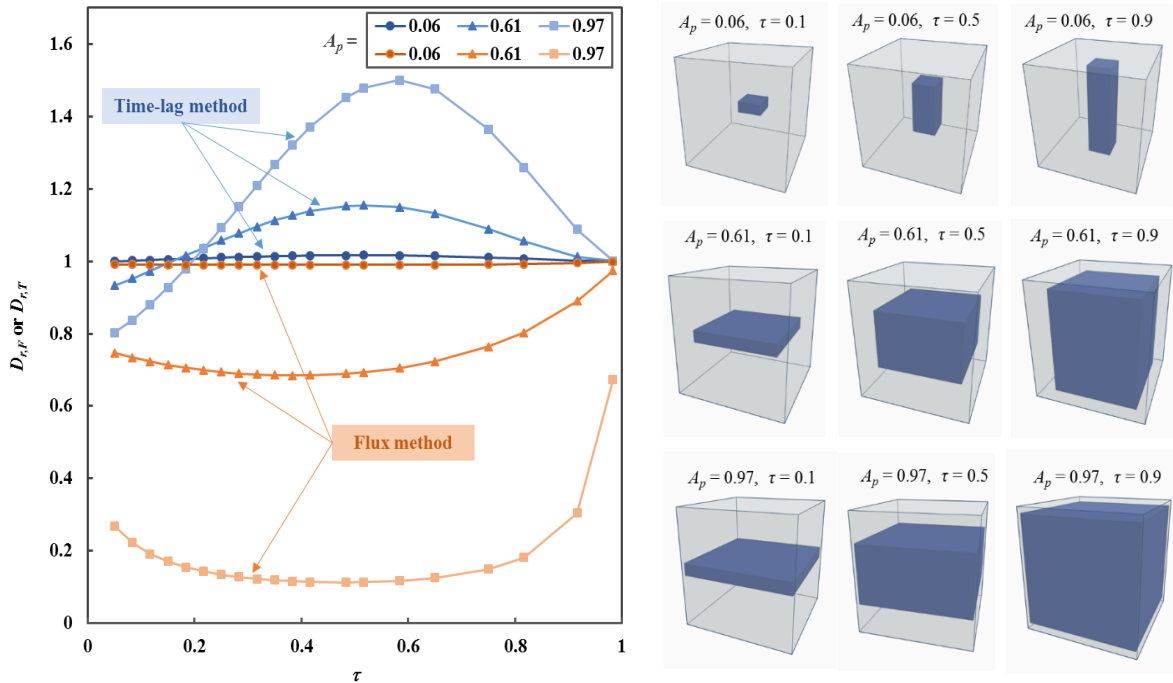 A_p =
0.06 0.61 0.97
0.06 0.61 0.97
Time-lag method
Flux method
D_{r,F} or D_{r,T}
1.6
1.4
1.2
1
0.8
0.6
0.4
0.2
0
0 0.2 0.4 0.6 0.8 1
τ
A_p = 0.06, τ = 0.1
A_p = 0.06, τ = 0.5
A_p = 0.06, τ = 0.9
A_p = 0.61, τ = 0.1
A_p = 0.61, τ = 0.5
A_p = 0.61, τ = 0.9
A_p = 0.97, τ = 0.1
A_p = 0.97, τ = 0.5
A_p = 0.97, τ = 0.9